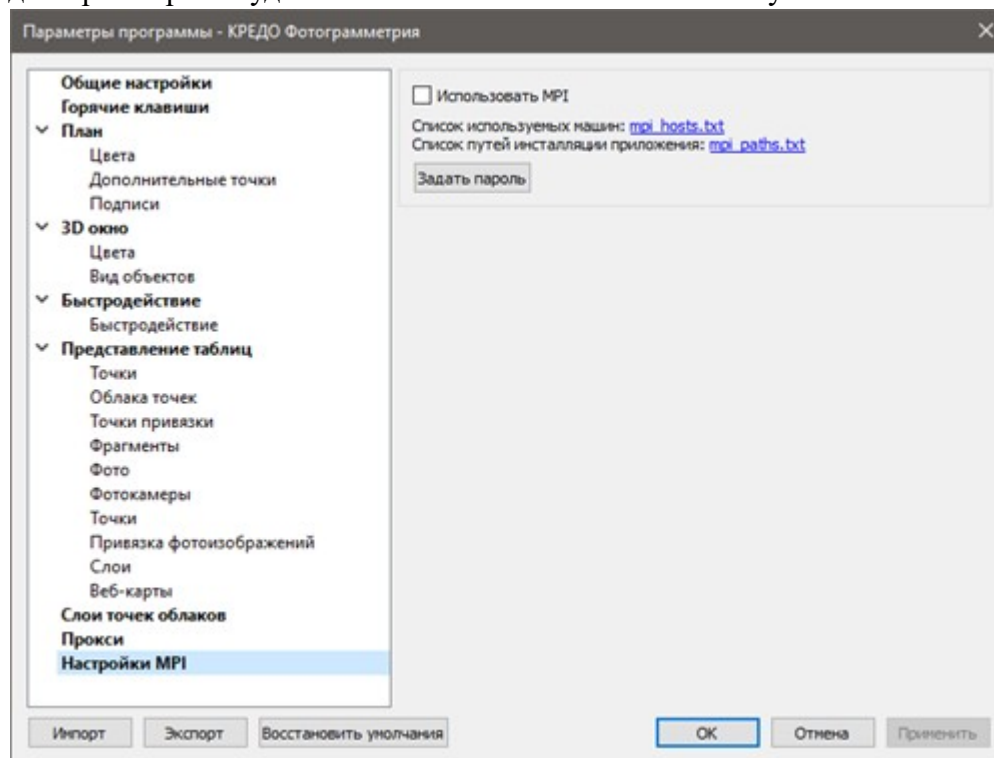 Параметры программы - КРЕДО Фотограмметрия
Общие настройки
Горячие клавиши
План
Цвета
Дополнительные точки
Подписи
3D окно
Цвета
Вид объектов
Быстродействие
Быстродействие
Представление таблиц
Точки
Облака точек
Точки привязки
Фрагменты
Фото
Фотокамеры
Точки
Привязка фотоизображений
Слои
Веб-карты
Слои точек облаков
Прокси
Настройки MPI
Использовать MPI
Список используемых машин: mpi_hosts.txt
Список путей инсталляции приложения: mpi_paths.txt
Задать пароль
Импорт Экспорт Восстановить умолчания OK Отмена Применить